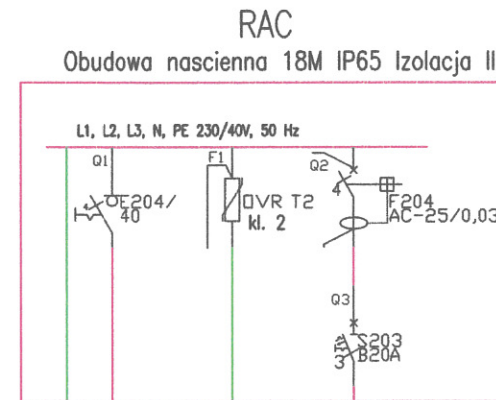 RAC
Obudowa nascienna 18M IP65 Izolacja II
L1, L2, L3, N, PE 230/40V, 50 Hz
Q1
F1
Q2
E204/
40
OVR T2
kl. 2
4
F204
AC-25/0,03
Q3
S203
B20A
3